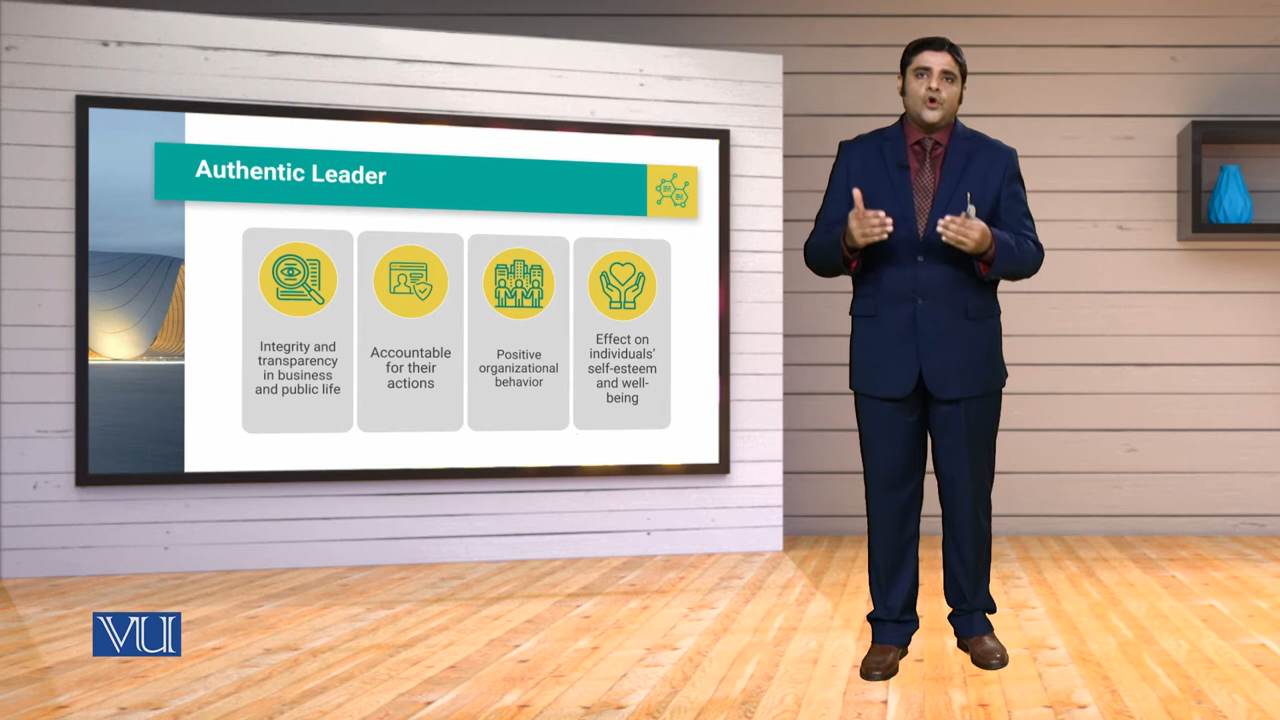 Authentic Leader
Integrity and
transparency
in business
and public life
Accountable
for their
actions
Positive
organizational
behavior
Effect on
individuals'
self-esteem
and well-
being
VU